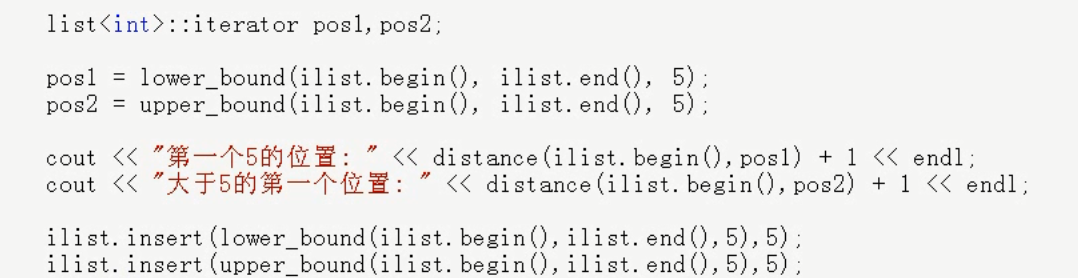 list<int>::iterator pos1,pos2;
pos1 = lower_bound(ilist.begin(), ilist.end(), 5);
pos2 = upper_bound(ilist.begin(), ilist.end(), 5);
cout << "第一个5的位置: " << distance(ilist.begin(),pos1) + 1 << endl;
cout << "大于5的第一个位置: " << distance(ilist.begin(),pos2) + 1 << endl;
ilist.insert(lower_bound(ilist.begin(),ilist.end(),5),5);
ilist.insert(upper_bound(ilist.begin(),ilist.end(),5),5);